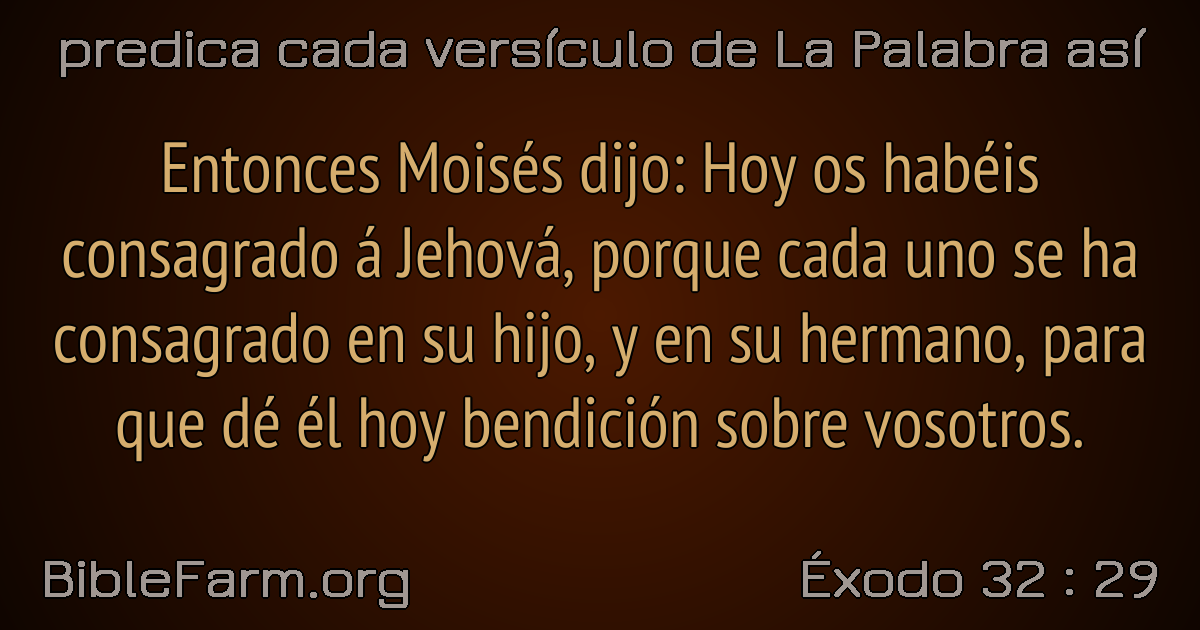 predica cada versículo de La Palabra así
Entonces Moisés dijo: Hoy os habéis
consagrado á Jehová, porque cada uno se ha
consagrado en su hijo, y en su hermano, para
que dé él hoy bendición sobre vosotros.
BibleFarm.org
Éxodo 32 : 29